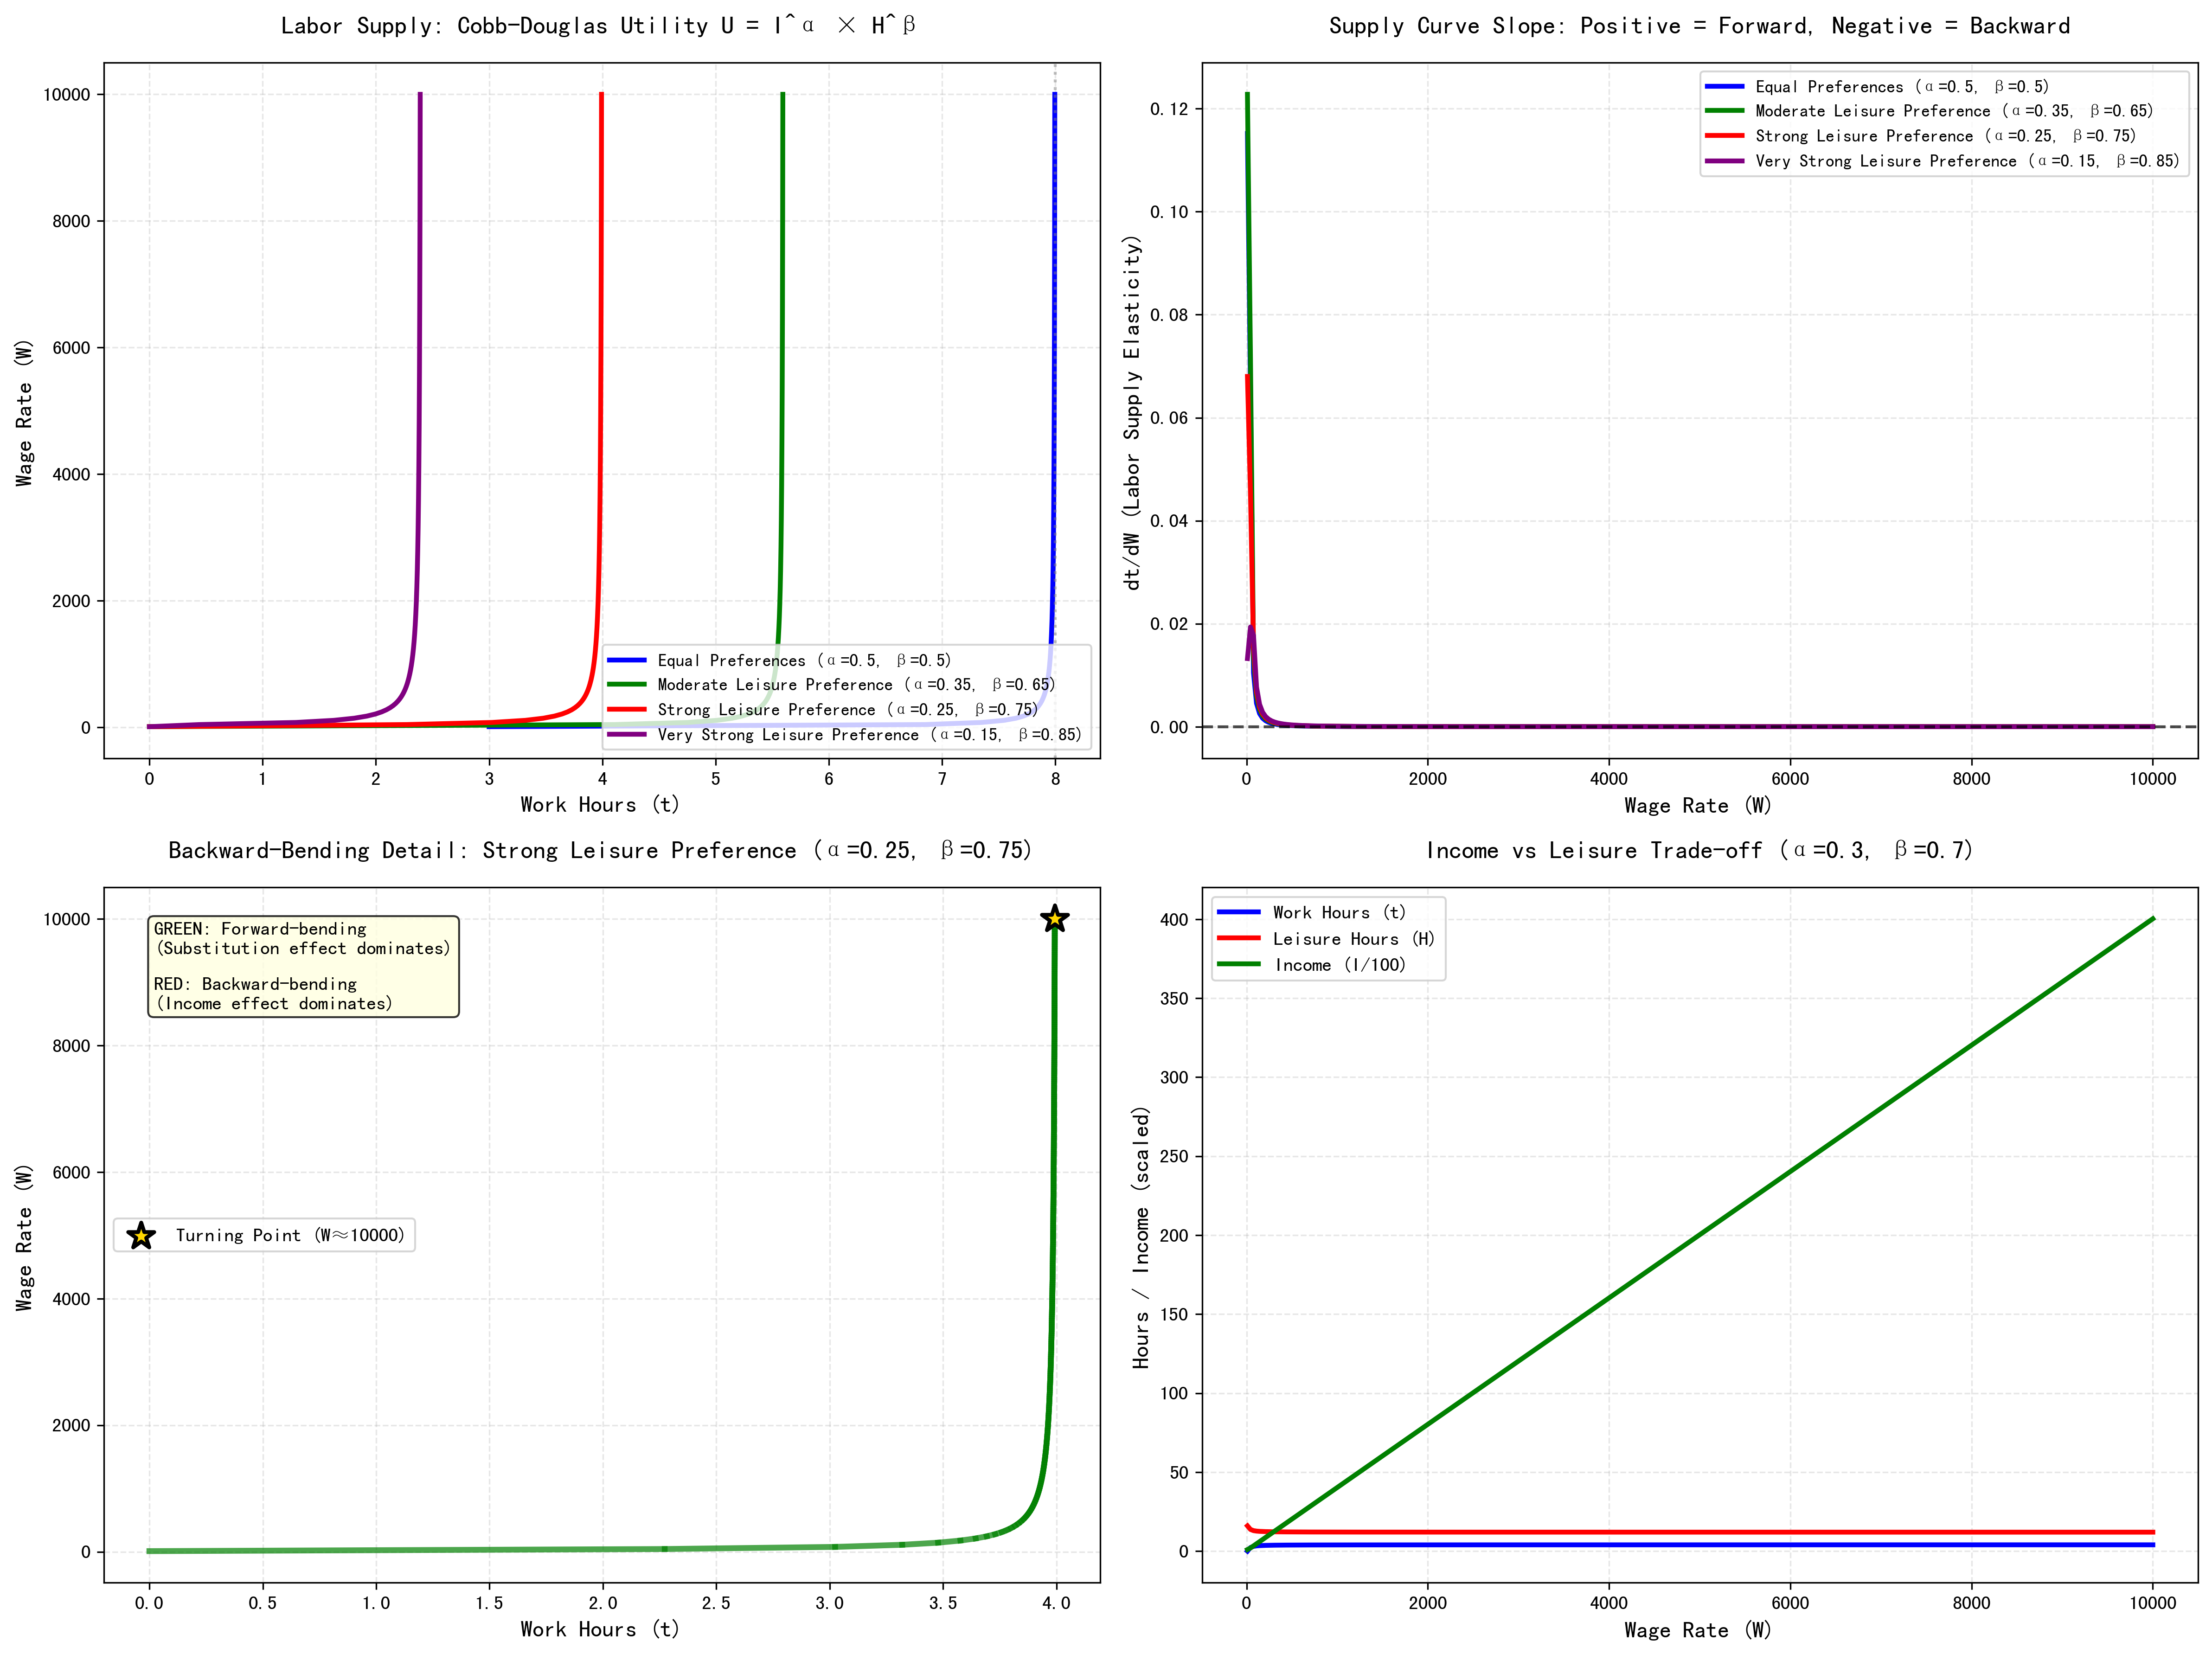 Labor Supply: Cobb-Douglas Utility U = I^α × H^β
10000
8000
6000
4000
2000
0
Wage Rate (W)
Equal Preferences (α=0.5, β=0.5)
Moderate Leisure Preference (α=0.35, β=0.65)
Strong Leisure Preference (α=0.25, β=0.75)
Very Strong Leisure Preference (α=0.15, β=0.85)
0 1 2 3 4 5 6 7 8
Work Hours (t)
Supply Curve Slope: Positive = Forward, Negative = Backward
Equal Preferences (α=0.5, β=0.5)
Moderate Leisure Preference (α=0.35, β=0.65)
Strong Leisure Preference (α=0.25, β=0.75)
Very Strong Leisure Preference (α=0.15, β=0.85)
0.12
0.10
0.08
0.06
0.04
0.02
0.00
dt/dW (Labor Supply Elasticity)
0 2000 4000 6000 8000 10000
Wage Rate (W)
Backward-Bending Detail: Strong Leisure Preference (α=0.25, β=0.75)
10000
8000
6000
4000
2000
0
Wage Rate (W)
GREEN: Forward-bending
(Substitution effect dominates)
RED: Backward-bending
(Income effect dominates)
Turning Point (W≈10000)
0.0 0.5 1.0 1.5 2.0 2.5 3.0 3.5 4.0
Work Hours (t)
Income vs Leisure Trade-off (α=0.3, β=0.7)
Work Hours (t)
Leisure Hours (H)
Income (I/100)
400
350
300
250
200
150
100
50
0
Hours / Income (scaled)
0 2000 4000 6000 8000 10000
Wage Rate (W)